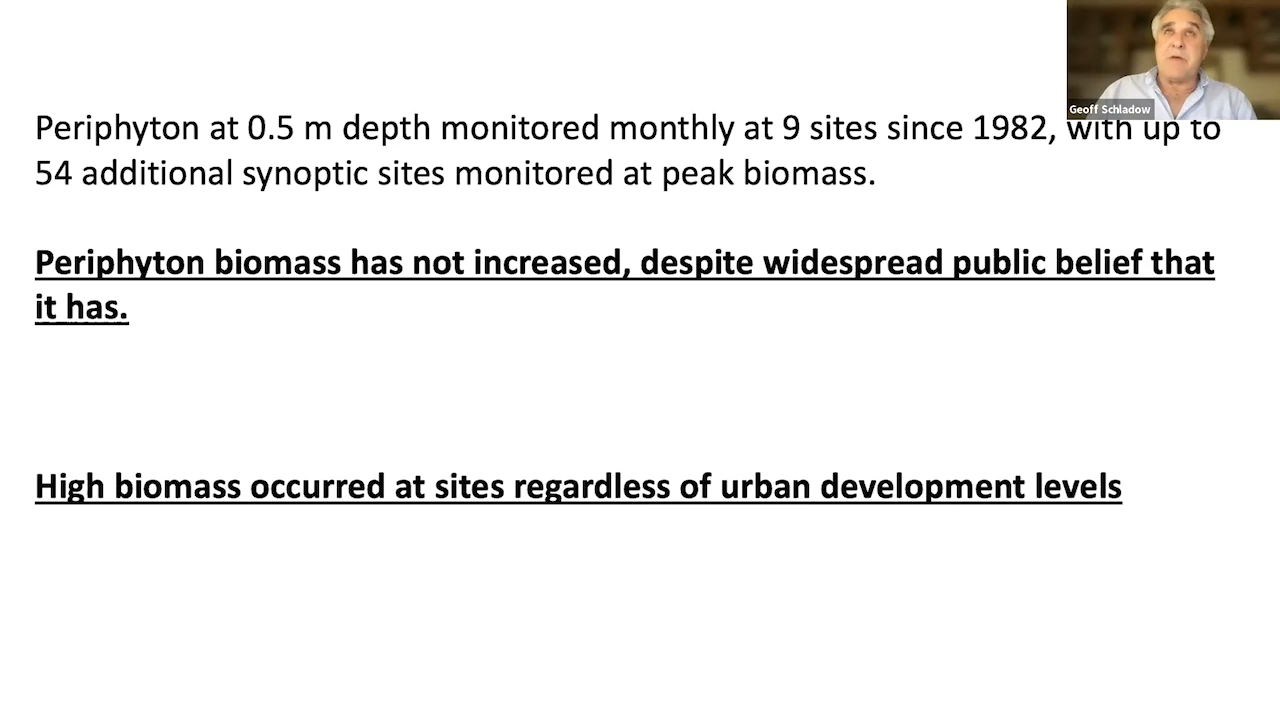 Geoff Schladow
Periphyton at 0.5 m depth monitored monthly at 9 sites since 1982, with up to
54 additional synoptic sites monitored at peak biomass.
Periphyton biomass has not increased, despite widespread public belief that
it has.
High biomass occurred at sites regardless of urban development levels